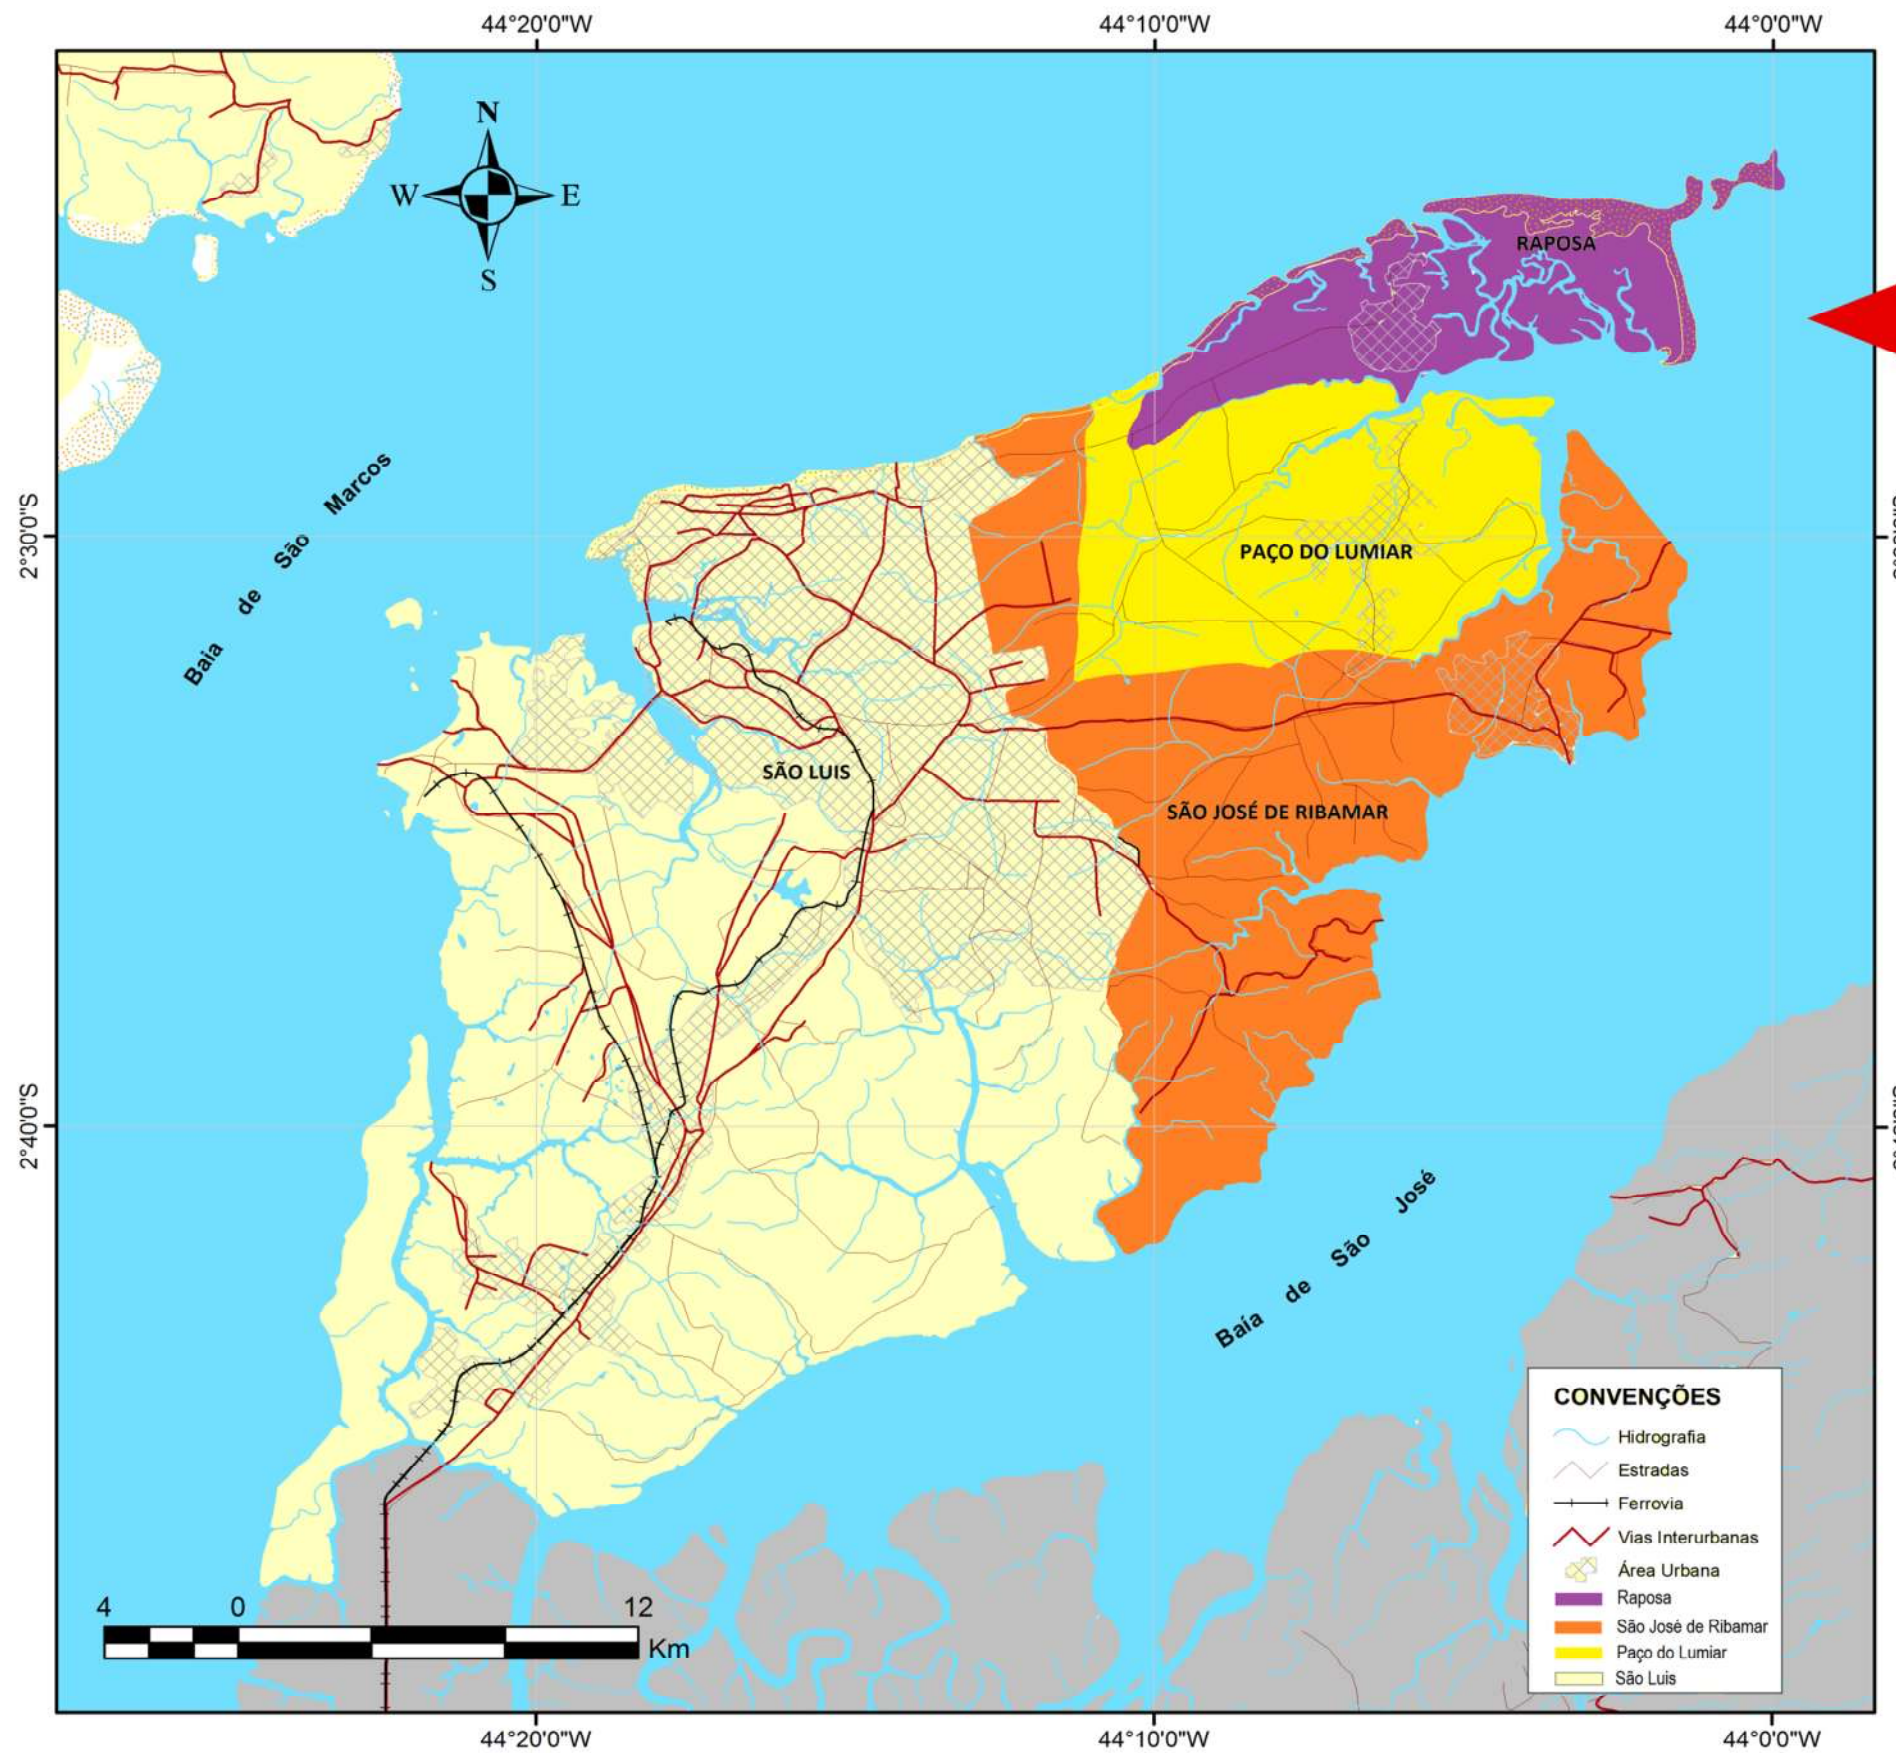 44°20'0"W
44°10'0"W
44°0'0"W
N
W
E
S
RAPOSA
Baia de São Marcos
2°30'0"S
PAÇO DO LUMIAR
SÃO LUIS
SÃO JOSÉ DE RIBAMAR
2°40'0"S
Baía de São José
CONVENÇÕES
Hidrografia
Estradas
Ferrovia
Vias Interurbanas
Área Urbana
Raposa
São José de Ribamar
Paço do Lumiar
São Luis
4
0
12
Km
44°20'0"W
44°10'0"W
44°0'0"W